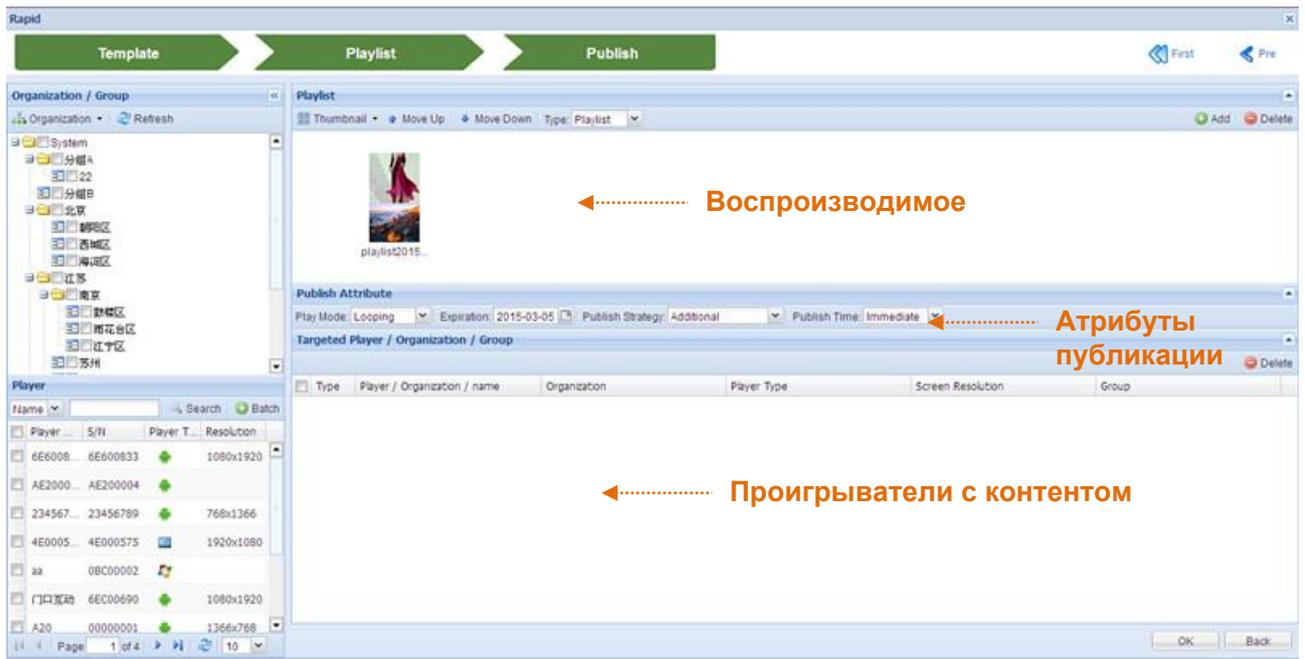 Rapid
Template Playlist Publish First Pre
Organization / Group
Organization Refresh
System
分组A
22
分组B
北京
朝阳区
西城区
海淀区
江苏
南京
鼓楼区
雨花台区
江宁区
苏州
Player
Name Search Batch
Player ... S/N Player T... Resolution
6E6008... 6E600833 1080x1920
AE2000... AE200004
234567... 23456789 768x1366
4E0005... 4E000575 1920x1080
aa 08C00002
门口互动 6EC00690 1080x1920
A20 00000001 1366x768
Page 1 of 4 10
Playlist
Thumbnail Move Up Move Down Type: Playlist Add Delete
playlist2015...
Воспроизводимое
Publish Attribute
Play Mode: Looping Expiration: 2015-03-05 Publish Strategy: Additional Publish Time: Immediate
Атрибуты
публикации
Targeted Player / Organization / Group
Delete
Type Player / Organization / name Organization Player Type Screen Resolution Group
Проигрыватели с контентом
OK Back